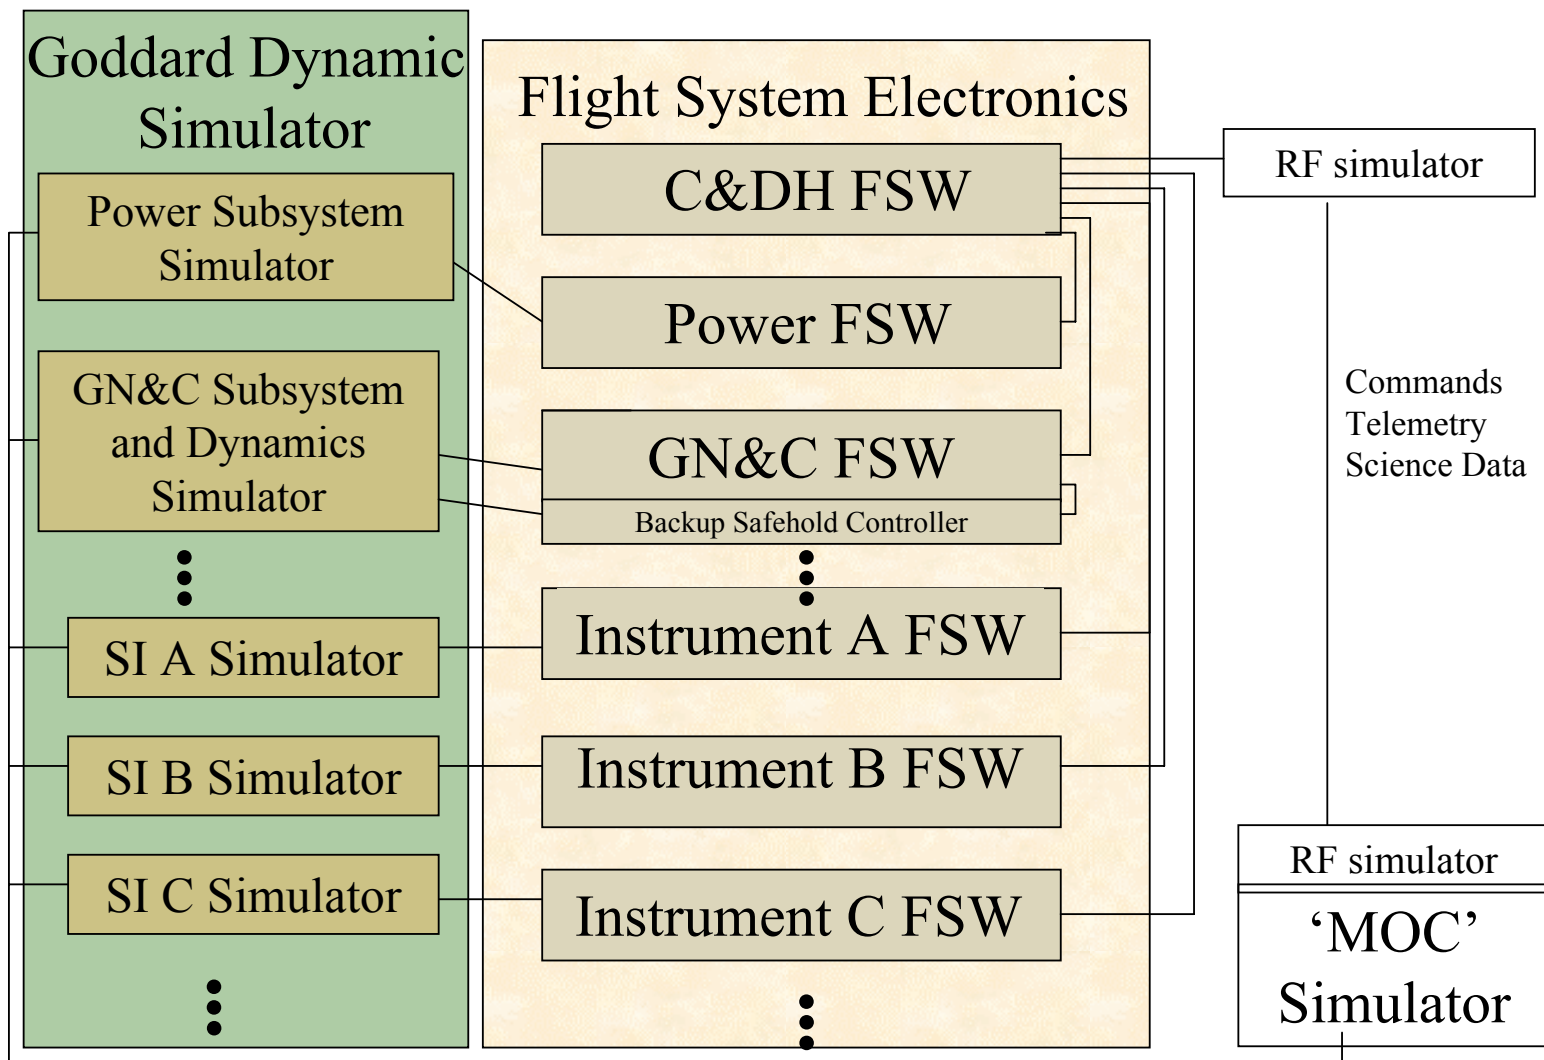 Goddard Dynamic
Simulator
Power Subsystem
Simulator
GN&C Subsystem
and Dynamics
Simulator
SI A Simulator
SI B Simulator
SI C Simulator
Flight System Electronics
C&DH FSW
Power FSW
GN&C FSW
Backup Safehold Controller
Instrument A FSW
Instrument B FSW
Instrument C FSW
RF simulator
Commands
Telemetry
Science Data
RF simulator
‘MOC’
Simulator